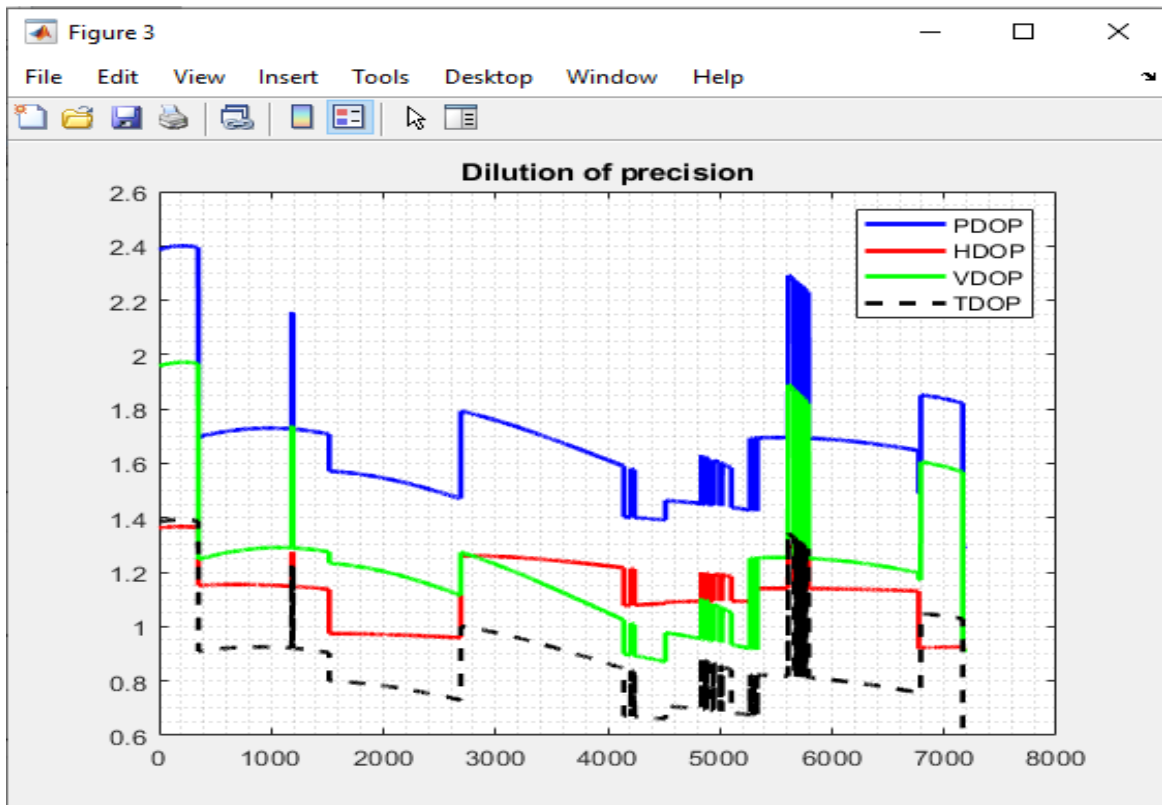 Figure 3
File Edit View Insert Tools Desktop Window Help
Dilution of precision
2.6
2.4
2.2
2
1.8
1.6
1.4
1.2
1
0.8
0.6
0 1000 2000 3000 4000 5000 6000 7000 8000
PDOP
HDOP
VDOP
TDOP